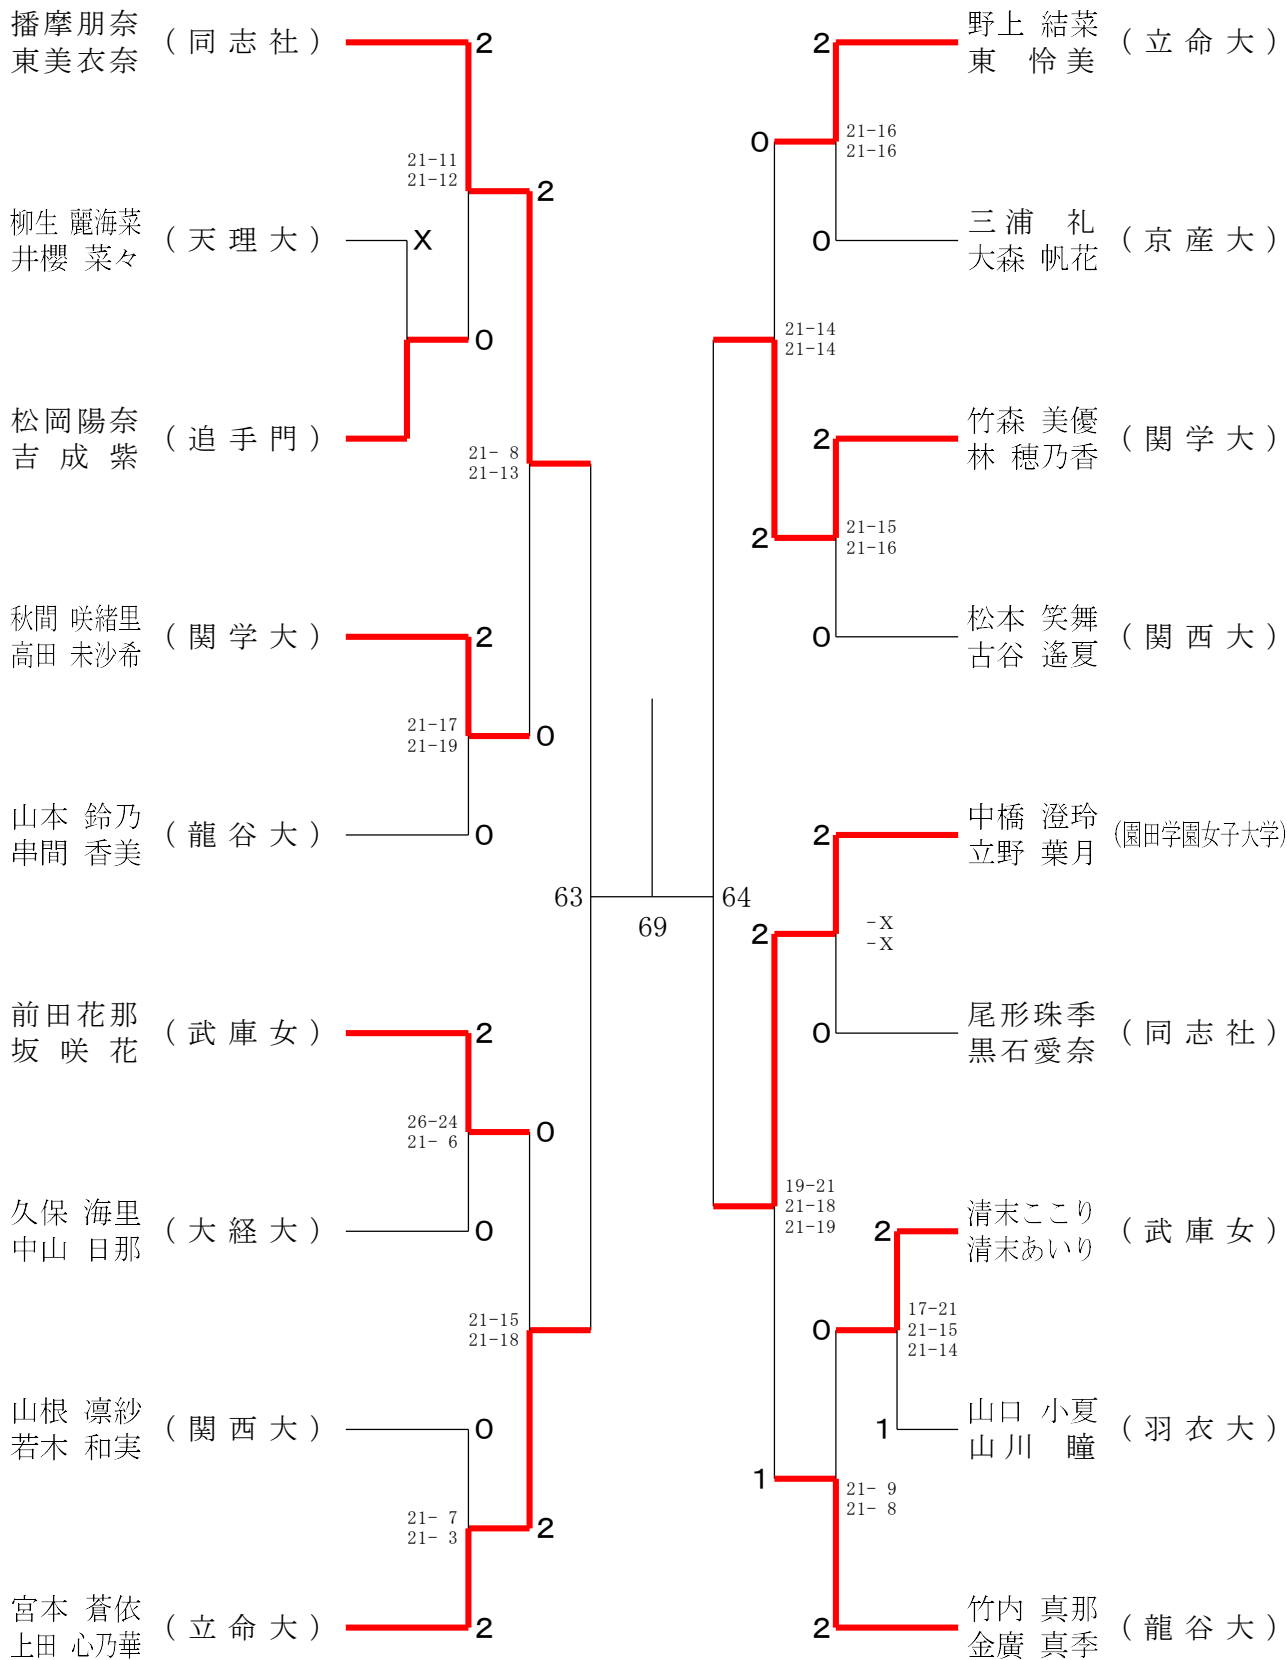 播摩朋奈
東美衣奈
(同志社)
2
21-11
21-12
2
柳生 麗海菜
井櫻 菜々
(天理大)
X
0
松岡陽奈
吉成紫
(追手門)
21- 8
21-13
秋間 咲緒里
高田 未沙希
(関学大)
2
21-17
21-19
0
山本 鈴乃
串間 香美
(龍谷大)
0
63
前田花那
坂咲花
(武庫女)
2
26-24
21- 6
0
久保 海里
中山 日那
(大経大)
0
21-15
21-18
山根 凛紗
若木 和実
(関西大)
0
21- 7
21- 3
2
宮本 蒼依
上田 心乃華
(立命大)
2
69
野上 結菜
東 怜美
(立命大)
2
0
21-16
21-16
三浦 礼
大森 帆花
(京産大)
0
21-14
21-14
竹森 美優
林 穂乃香
(関学大)
2
2
21-15
21-16
松本 笑舞
古谷 遙夏
(関西大)
0
64
中橋 澄玲
立野 葉月
(園田学園女子大学)
2
2
-X
-X
尾形珠季
黒石愛奈
(同志社)
0
19-21
21-18
21-19
清末ここり
清末あいり
(武庫女)
2
0
17-21
21-15
21-14
山口 小夏
山川 瞳
(羽衣大)
1
1
21- 9
21- 8
竹内 真那
金廣 真季
(龍谷大)
2